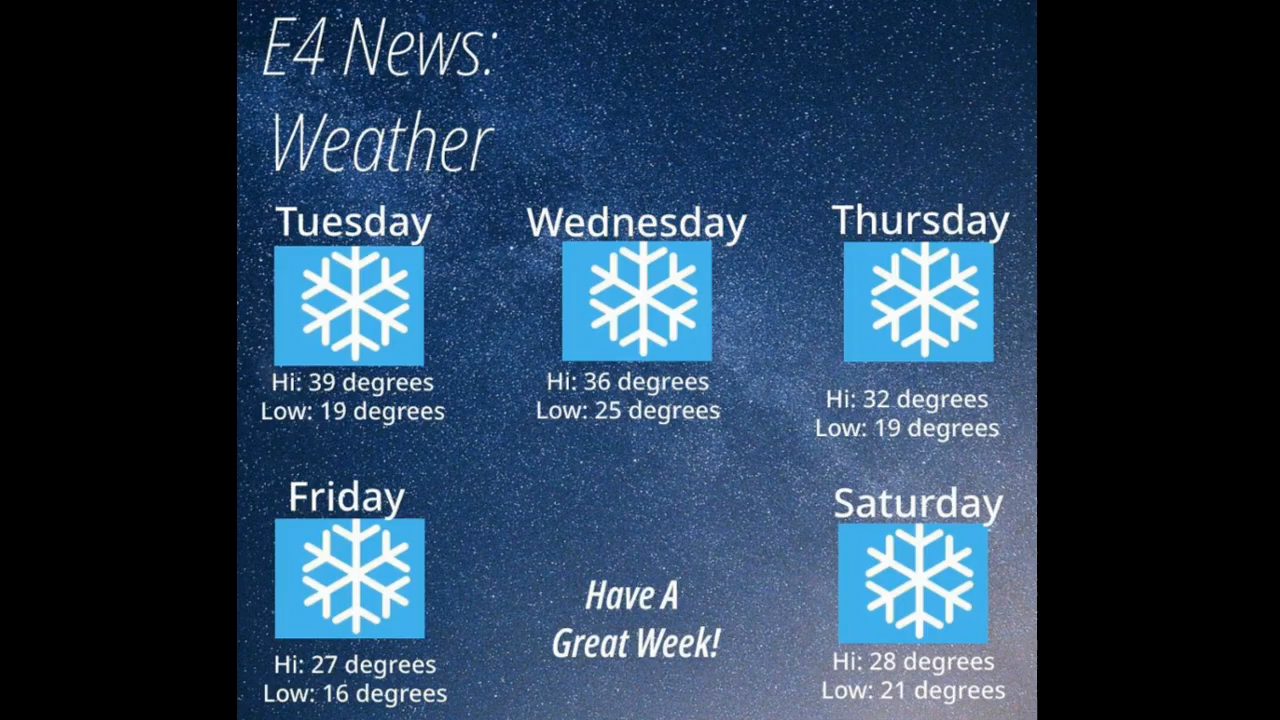 E4 News:
Weather
Tuesday
Hi: 39 degrees
Low: 19 degrees
Wednesday
Hi: 36 degrees
Low: 25 degrees
Thursday
Hi: 32 degrees
Low: 19 degrees
Friday
Hi: 27 degrees
Low: 16 degrees
Have A
Great Week!
Saturday
Hi: 28 degrees
Low: 21 degrees